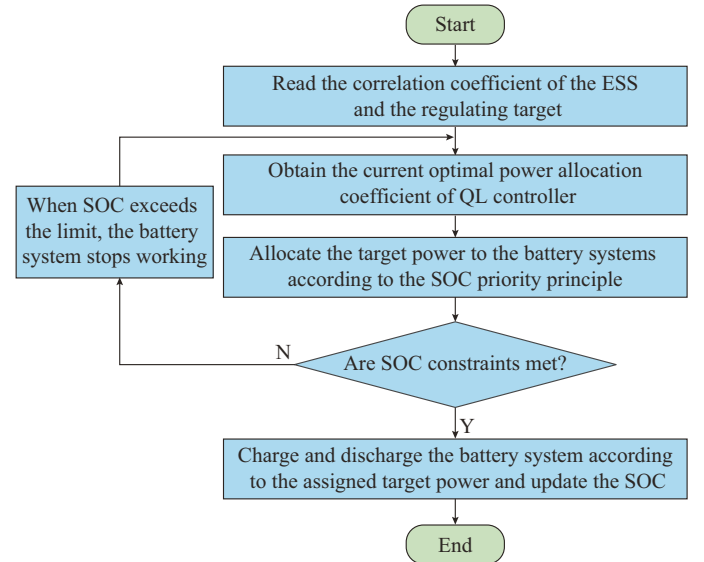 Start
Read the correlation coefficient of the ESS
and the regulating target
Obtain the current optimal power allocation
coefficient of QL controller
When SOC exceeds
the limit, the battery
system stops working
Allocate the target power to the battery systems
according to the SOC priority principle
N
Are SOC constraints met?
Y
Charge and discharge the battery system according
to the assigned target power and update the SOC
End